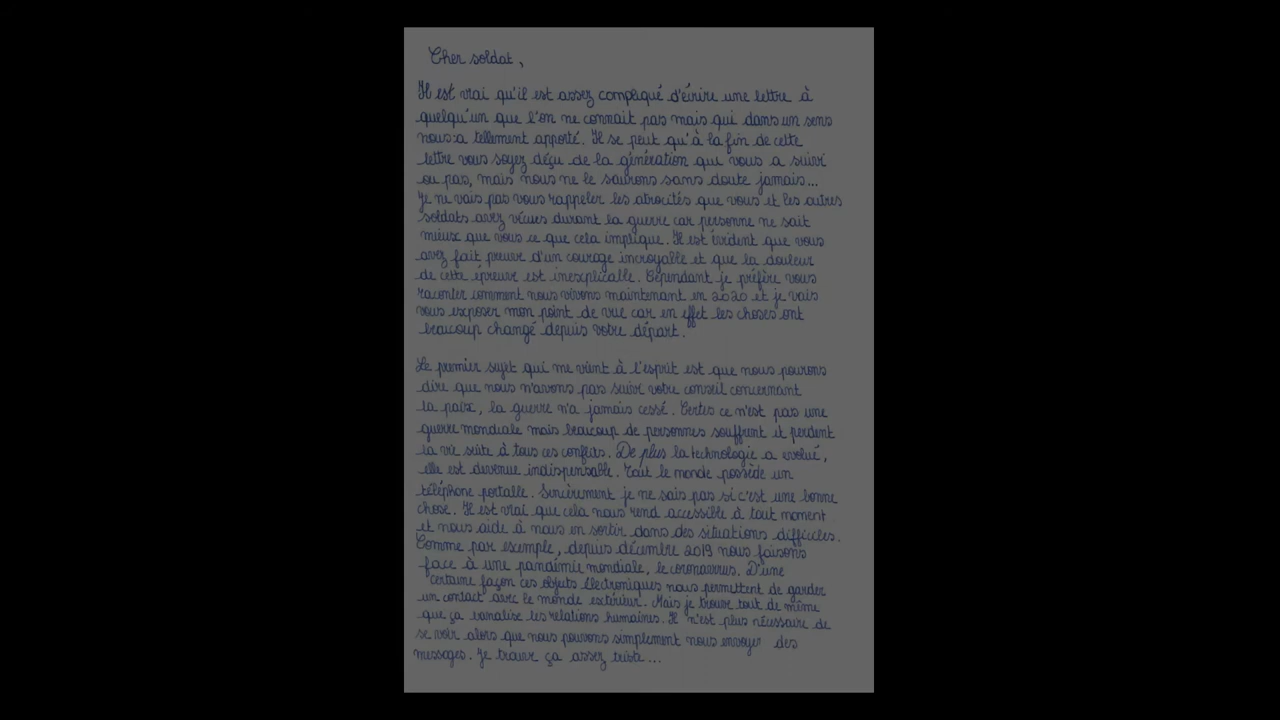 Cher soldat,
Il est vrai qu'il est assez compliqué d'écrire une lettre à
quelqu'un que l'on ne connait pas mais qui dans un sens
nous a tellement apporté. Il se peut qu'à la fin de cette
lettre vous soyez déçu de la génération qui vous a suivi
ou pas, mais nous ne le saurons sans doute jamais...
Je ne vais pas vous rappeler les atrocités que vous et les autres
soldats avez vécues durant la guerre car personne ne sait
mieux que vous ce que cela implique. Il est évident que vous
avez fait preuve d'un courage incroyable et que la douleur
de cette épreuve est inexplicable. Cependant je préfère vous
raconter comment nous vivons maintenant en 2020 et je vais
vous exposer mon point de vue car en effet les choses ont
beaucoup changé depuis votre départ.
Le premier sujet qui me vient à l'esprit est que nous pouvons
dire que nous n'avons pas suivi votre conseil concernant
la paix, la guerre n'a jamais cessé. Certes ce n'est pas une
guerre mondiale mais beaucoup de personnes souffrent et perdent
la vie suite à tous ces conflits. De plus la technologie a évolué,
elle est devenue indispensable. Tout le monde possède un
téléphone portable. Sincèrement je ne sais pas si c'est une bonne
chose. Il est vrai que cela nous rend accessible à tout moment
et nous aide à nous en sortir dans des situations difficiles.
Comme par exemple, depuis décembre 2019 nous faisons
face à une pandémie mondiale, le coronavirus. D'une
certaine façon ces objets électroniques nous permettent de garder
un contact avec le monde extérieur. Mais je trouve tout de même
que ça banalise les relations humaines. Il n'est plus nécessaire de
se voir alors que nous pouvons simplement nous envoyer des
messages. Je trouve ça assez triste...